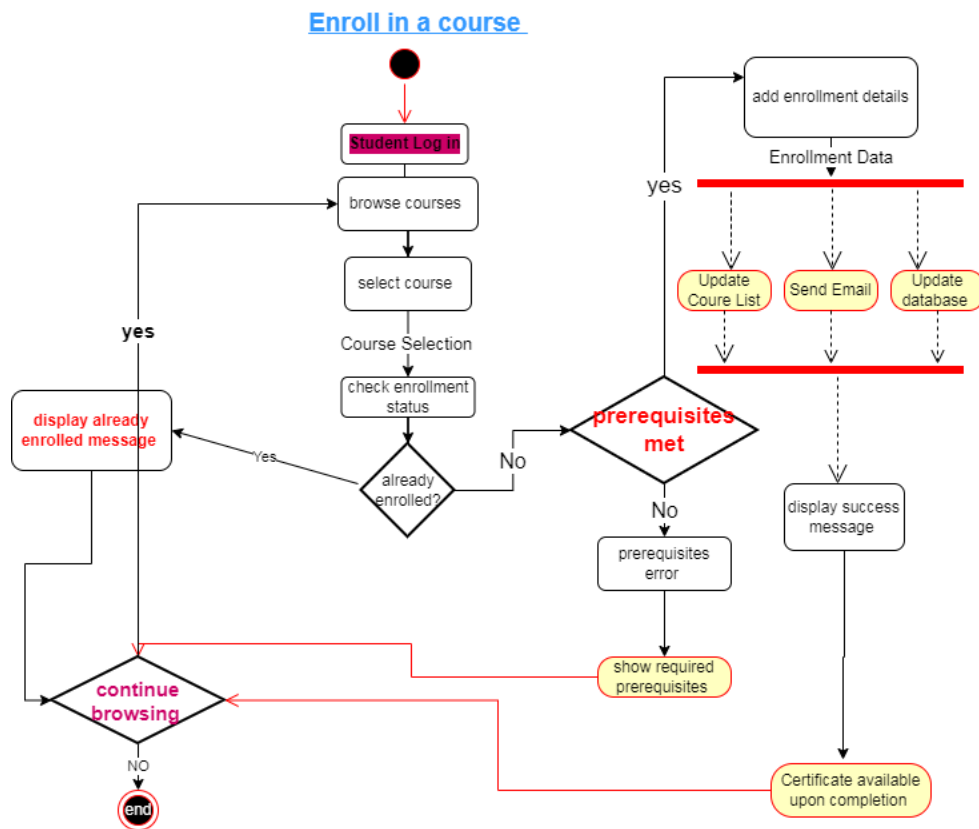 Enroll in a course
Student Log in
add enrollment details
Enrollment Data
browse courses
yes
select course
Update
Coure List
Send Email
Update
database
yes
Course Selection
check enrollment
status
display already
enrolled message
prerequisites
met
Yes
No
already
enrolled?
No
display success
message
prerequisites
error
show required
prerequisites
continue
browsing
NO
Certificate available
upon completion
end